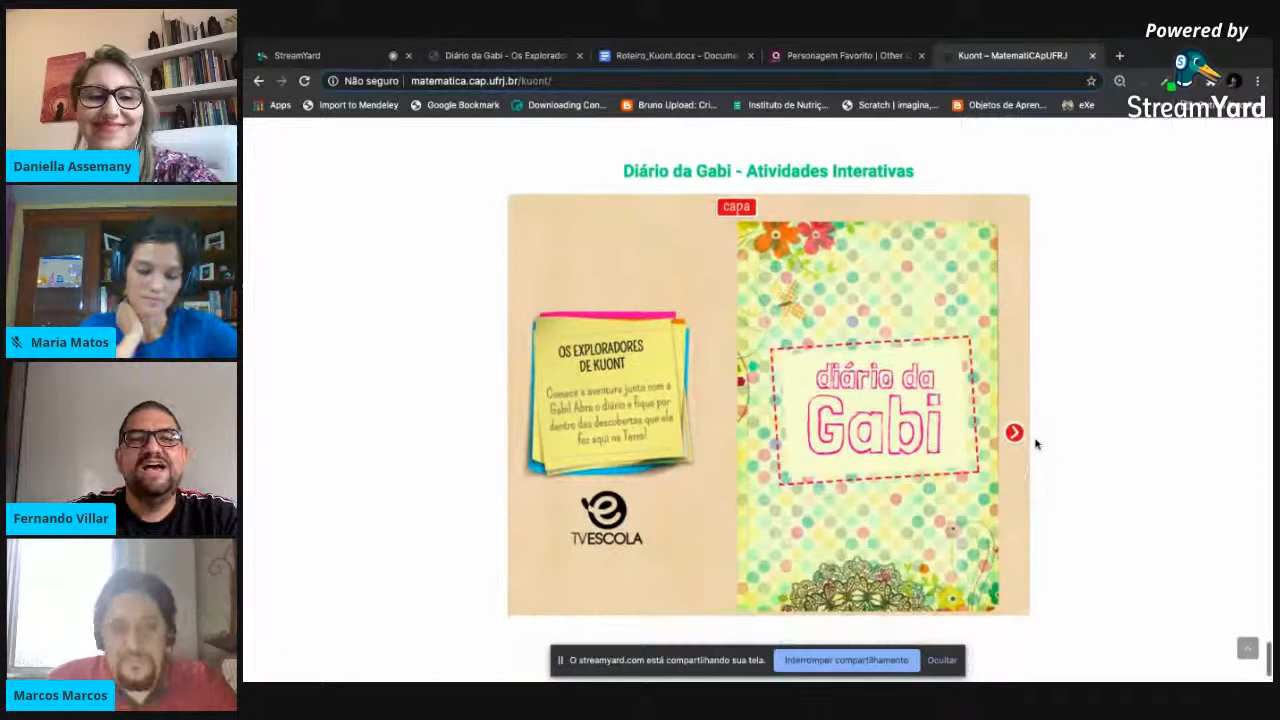 Powered by
StreamYard
StreamYard
Diário da Gabi - Os Explorado
Roteiro_Kuont.docx - Docume
Personagem Favorito | Other
Kuont – MatematiCApUFRJ
Não seguro
matematica.cap.ufrj.br/kuont/
Apps
Import to Mendeley
Google Bookmark
Downloading Con...
Bruno Upload: Cri...
Instituto de Nutriç...
Scratch | imagina,...
Objetos de Apren...
eXe
Diário da Gabi - Atividades Interativas
capa
OS EXPLORADORES
DE KUONT
Comece a aventura junto com a
Gabi! Abra o diário e fique por
dentro das descobertas que ela
fez aqui na Terra!
TVESCOLA
diário da
Gabi
O streamyard.com está compartilhando sua tela.
Interromper compartilhamento
Ocultar
Daniella Assemany
Maria Matos
Fernando Villar
Marcos Marcos